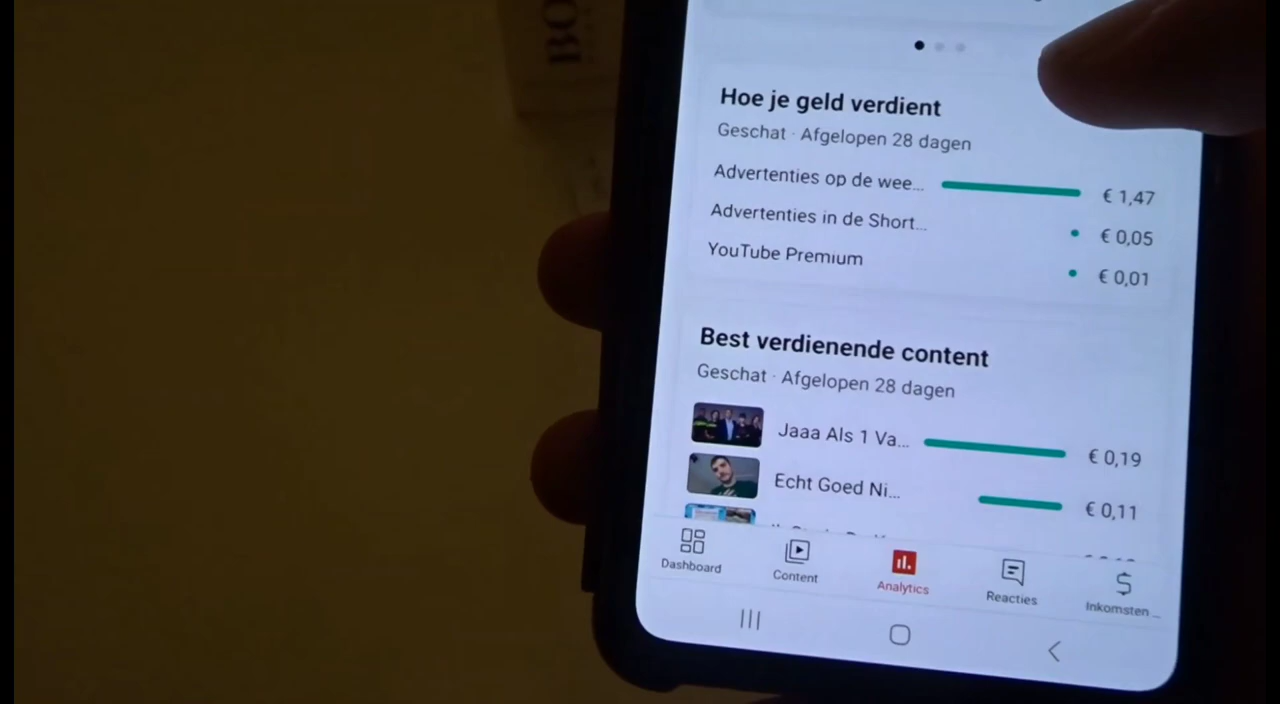 BO
Hoe je geld verdient
Geschat · Afgelopen 28 dagen
Advertenties op de wee... € 1,47
Advertenties in de Short... € 0,05
YouTube Premium € 0,01
Best verdienende content
Geschat · Afgelopen 28 dagen
Jaaa Als 1 Va... € 0,19
Echt Goed Ni... € 0,11
Dashboard
Content
Analytics
Reacties
Inkomsten ...